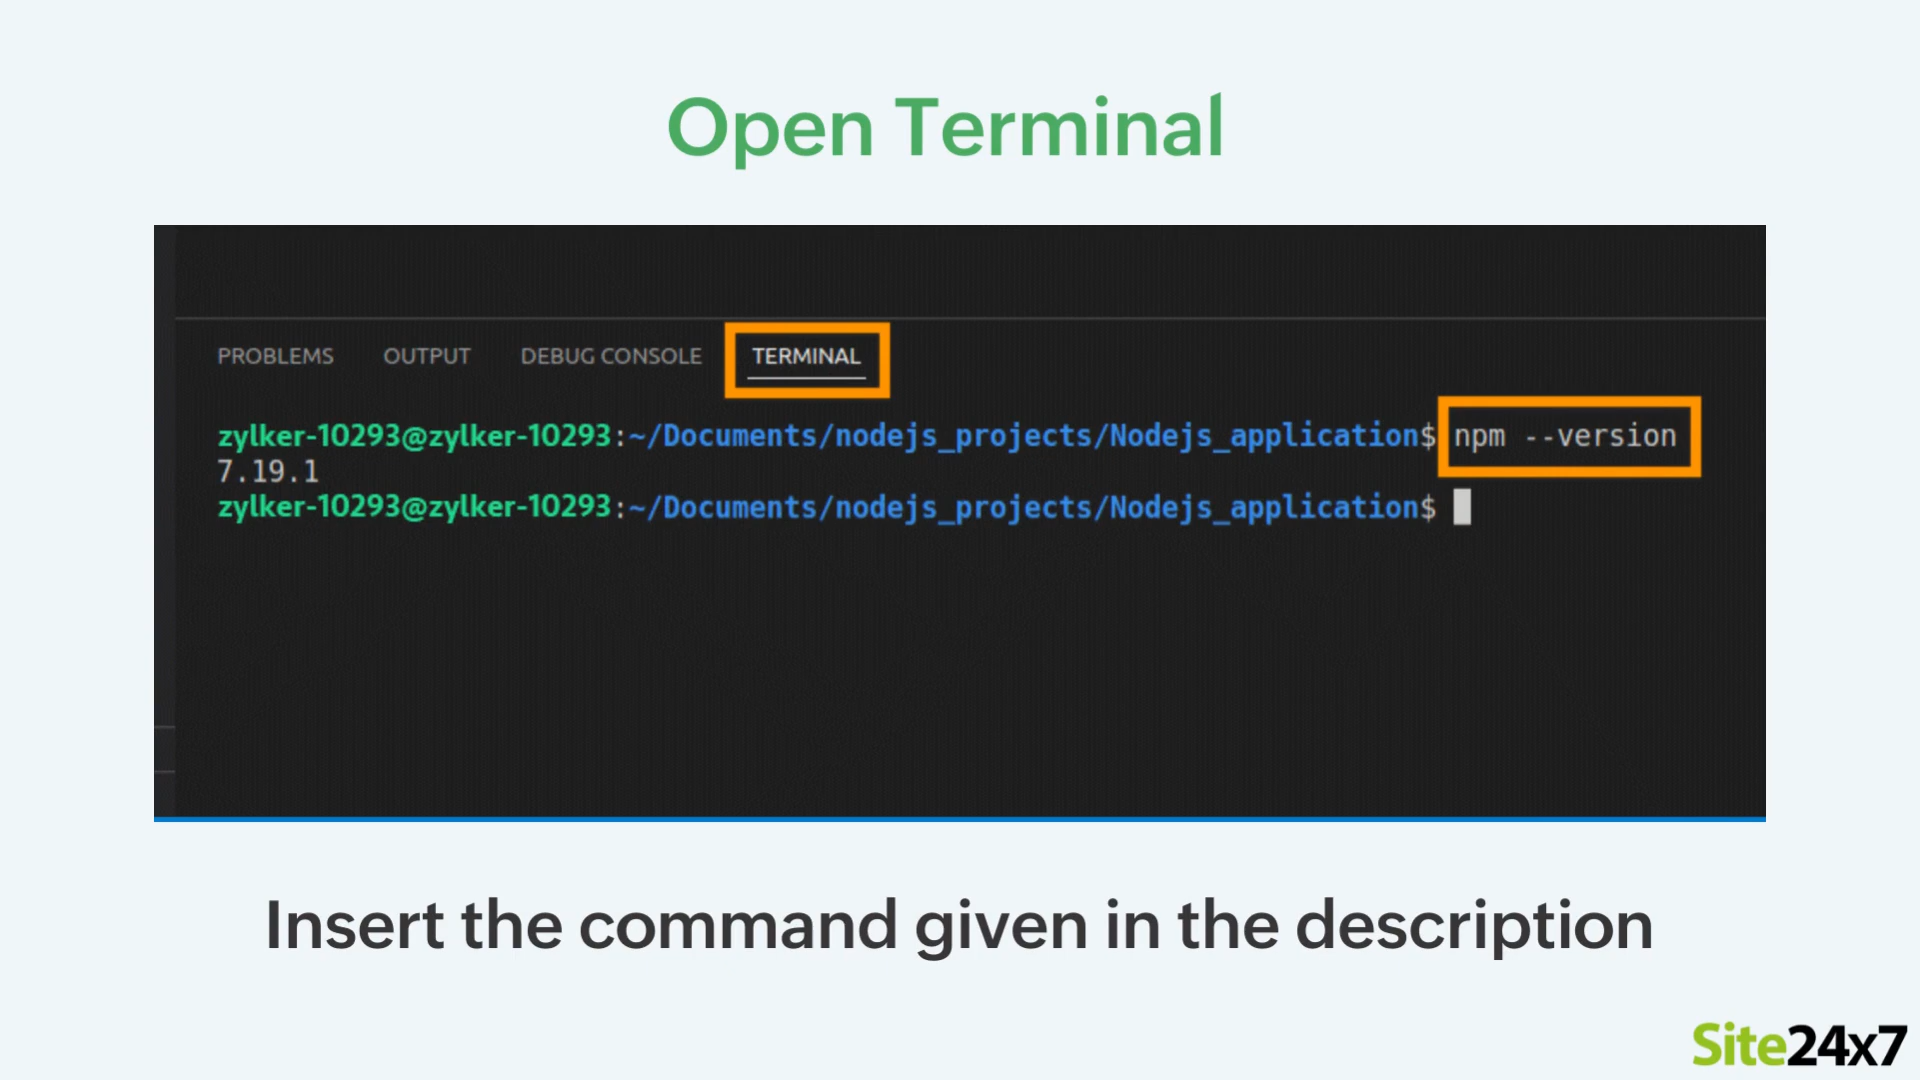 Open Terminal
PROBLEMS OUTPUT DEBUG CONSOLE TERMINAL
zylker-10293@zylker-10293:~/Documents/nodejs_projects/Nodejs_application$ npm --version
7.19.1
zylker-10293@zylker-10293:~/Documents/nodejs_projects/Nodejs_application$
Insert the command given in the description
Site24x7